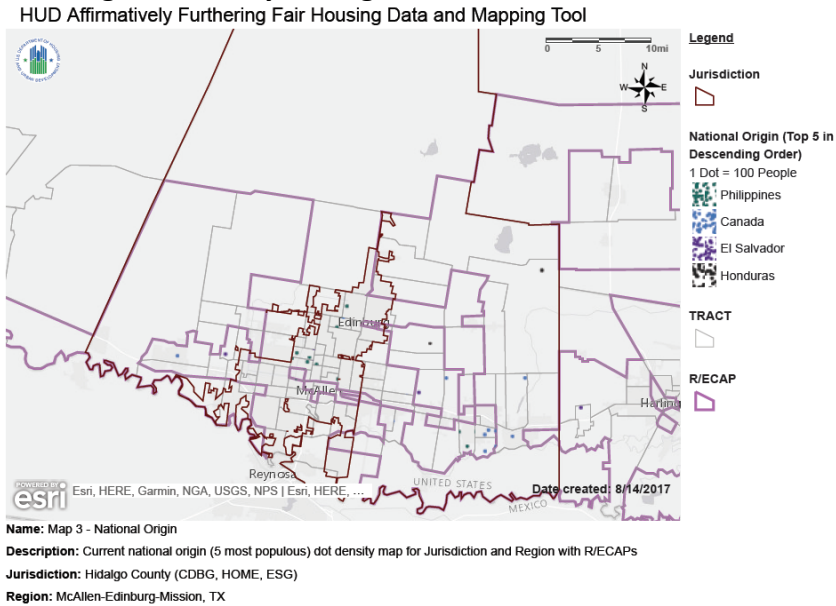 HUD Affirmatively Furthering Fair Housing Data and Mapping Tool
Legend
0 5 10mi
N
W E
S
Jurisdiction
National Origin (Top 5 in
Descending Order)
1 Dot = 100 People
Philippines
Canada
El Salvador
Honduras
TRACT
R/ECAP
Edinburg
McAlle
Harling
Reynosa
UNITED STATES
MEXICO
POWERED BY
esri
Esri, HERE, Garmin, NGA, USGS, NPS | Esri, HERE, ...
Date created: 8/14/2017
Name: Map 3 - National Origin
Description: Current national origin (5 most populous) dot density map for Jurisdiction and Region with R/ECAPs
Jurisdiction: Hidalgo County (CDBG, HOME, ESG)
Region: McAllen-Edinburg-Mission, TX